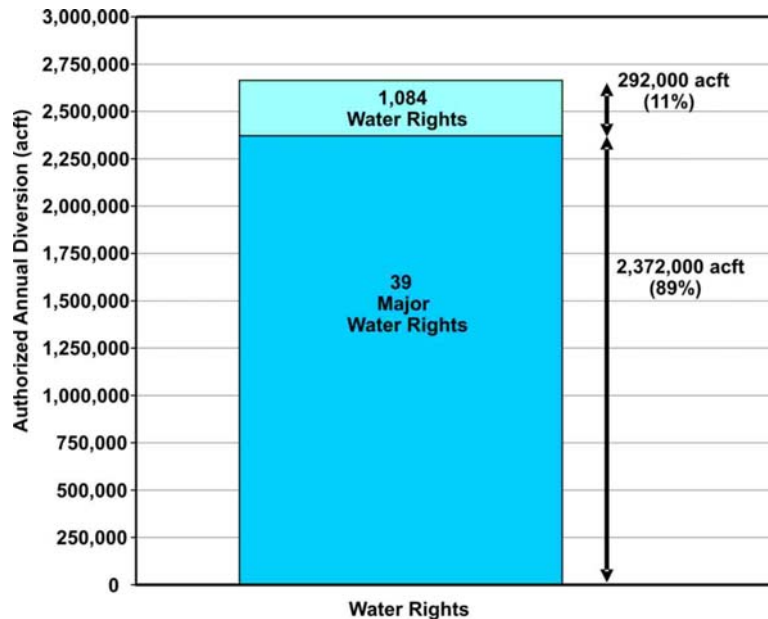 3,000,000
2,750,000
2,500,000
2,250,000
2,000,000
1,750,000
1,500,000
1,250,000
1,000,000
750,000
500,000
250,000
0
Authorized Annual Diversion (acft)
1,084
Water Rights
39
Major
Water Rights
292,000 acft
(11%)
2,372,000 acft
(89%)
Water Rights